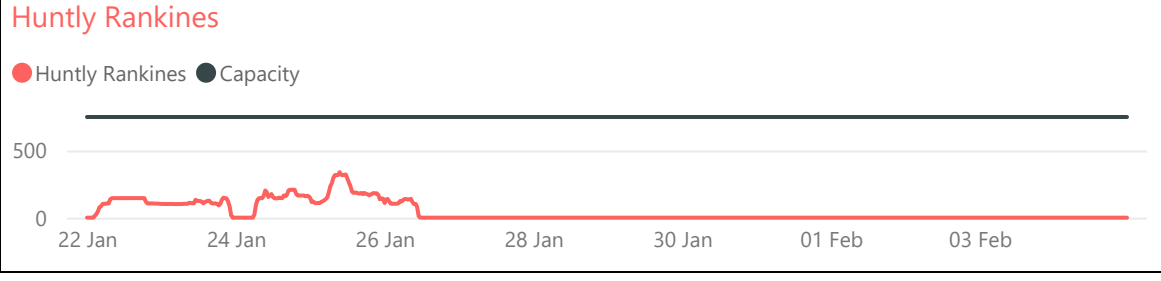 Huntly Rankines
Huntly Rankines Capacity
500
0
22 Jan 24 Jan 26 Jan 28 Jan 30 Jan 01 Feb 03 Feb